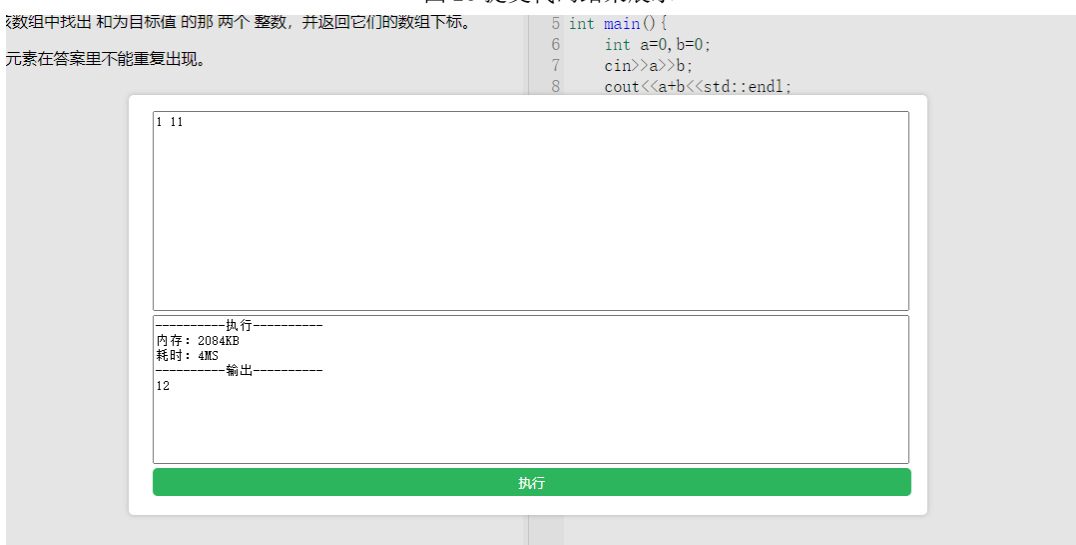 亥数组中找出 和为目标值 的那 两个 整数，并返回它们的数组下标。
元素在答案里不能重复出现。
5 int main(){
6 int a=0,b=0;
7 cin>>a>>b;
8 cout<<a+b<<std::endl;
1 11
----------执行----------
内存: 2084KB
耗时: 4MS
----------输出----------
12
执行